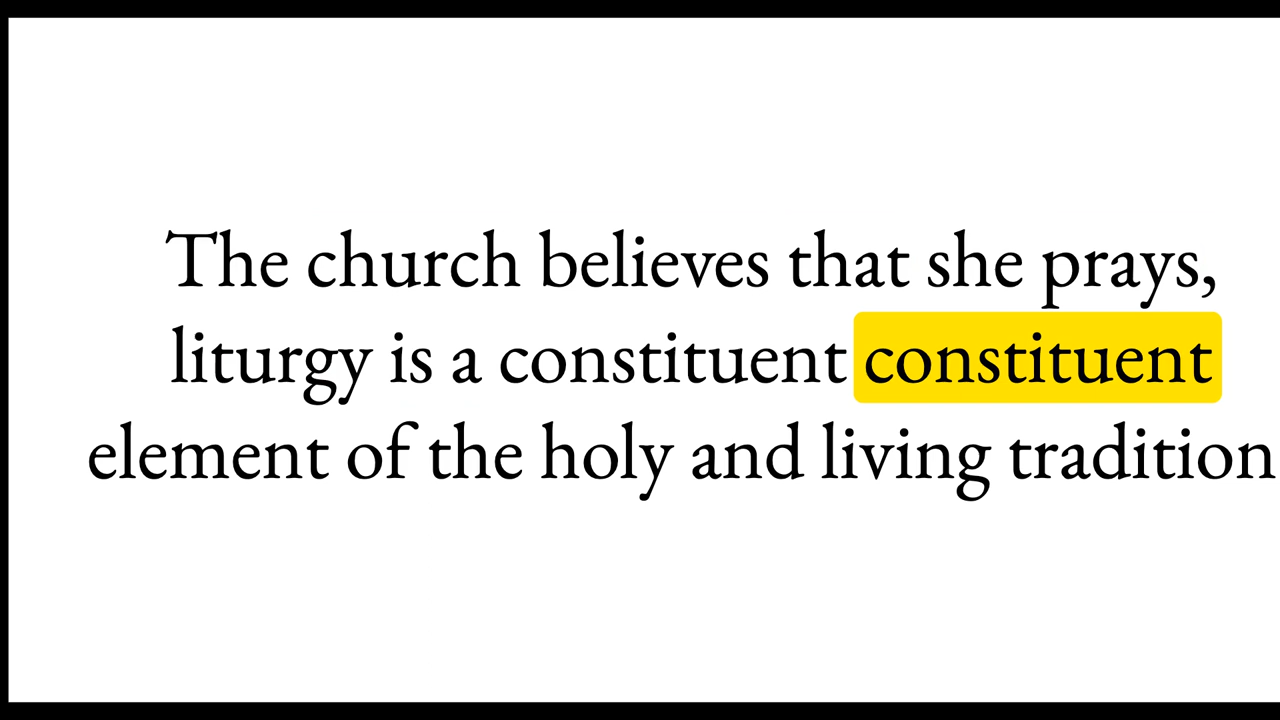 The church believes that she prays,
liturgy is a constituent constituent
element of the holy and living tradition